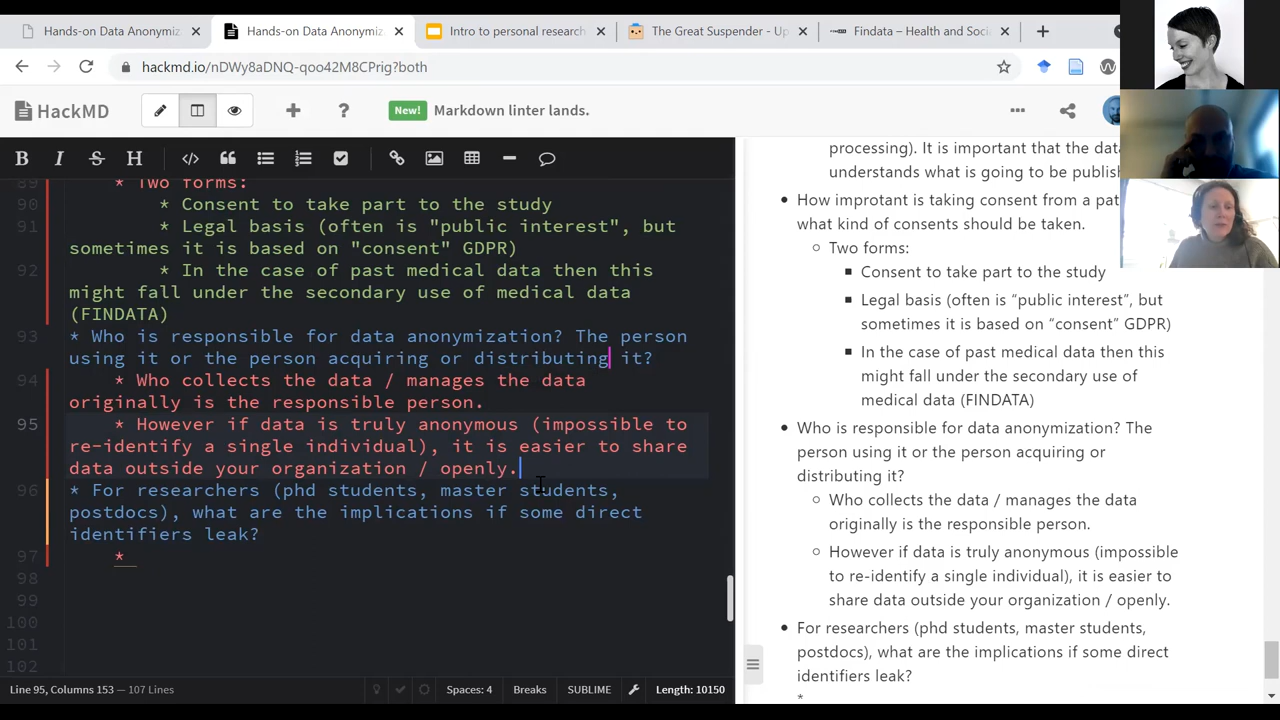 Hands-on Data Anonymiz
Hands-on Data Anonymiz
Intro to personal research
The Great Suspender - Up
Findata – Health and Soci
hackmd.io/nDWy8aDNQ-qoo42M8CPrig?both
HackMD
New!
Markdown linter lands.
B I S H
89
* Two forms:
90
* Consent to take part to the study
91
* Legal basis (often is "public interest", but
sometimes it is based on "consent" GDPR)
92
* In the case of past medical data then this
might fall under the secondary use of medical data
(FINDATA)
93
* Who is responsible for data anonymization? The person
using it or the person acquiring or distributing it?
94
* Who collects the data / manages the data
originally is the responsible person.
95
* However if data is truly anonymous (impossible to
re-identify a single individual), it is easier to share
data outside your organization / openly.
96
* For researchers (phd students, master students,
postdocs), what are the implications if some direct
identifiers leak?
97
*
98
99
100
101
102
Line 95, Columns 153 — 107 Lines
Spaces: 4
Breaks
SUBLIME
Length: 10150
processing). It is important that the dat
understands what is going to be publish
How improtant is taking consent from a pat
what kind of consents should be taken.
Two forms:
Consent to take part to the study
Legal basis (often is “public interest”, but
sometimes it is based on “consent” GDPR)
In the case of past medical data then this
might fall under the secondary use of
medical data (FINDATA)
Who is responsible for data anonymization? The
person using it or the person acquiring or
distributing it?
Who collects the data / manages the data
originally is the responsible person.
However if data is truly anonymous (impossible
to re-identify a single individual), it is easier to
share data outside your organization / openly.
For researchers (phd students, master students,
postdocs), what are the implications if some direct
identifiers leak?
*